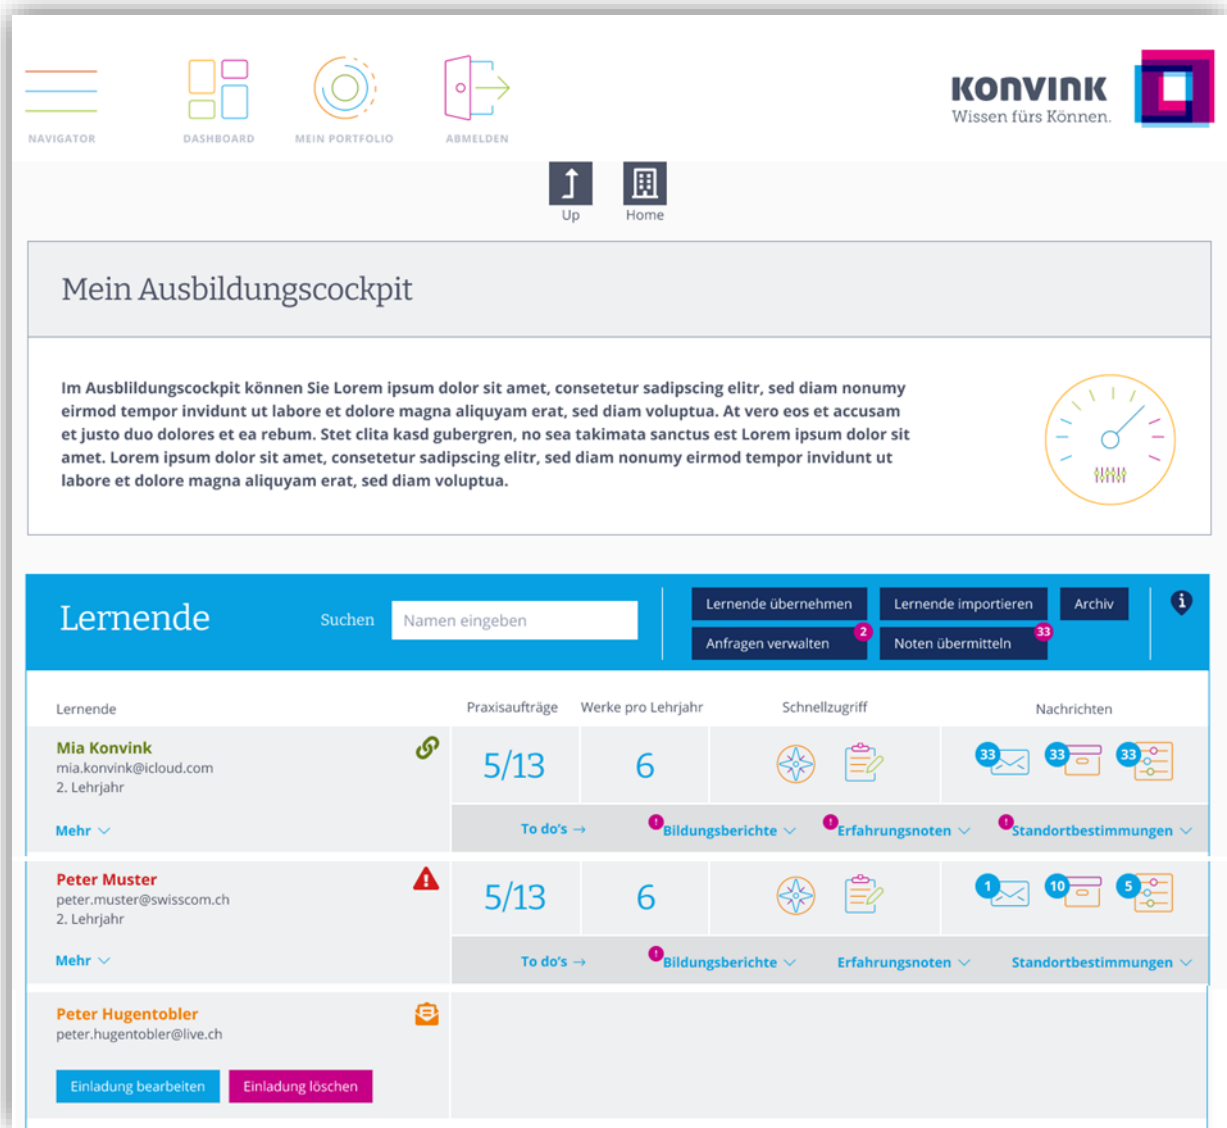 NAVIGATOR
DASHBOARD
MEIN PORTFOLIO
ABMELDEN
KONVINK
Wissen fürs Können.
Up
Home
Mein Ausbildungscockpit
Im Ausblildungscockpit können Sie Lorem ipsum dolor sit amet, consetetur sadipscing elitr, sed diam nonumy
eirmod tempor invidunt ut labore et dolore magna aliquyam erat, sed diam voluptua. At vero eos et accusam
et justo duo dolores et ea rebum. Stet clita kasd gubergren, no sea takimata sanctus est Lorem ipsum dolor sit
amet. Lorem ipsum dolor sit amet, consetetur sadipscing elitr, sed diam nonumy eirmod tempor invidunt ut
labore et dolore magna aliquyam erat, sed diam voluptua.
Lernende
Suchen
Namen eingeben
Lernende übernehmen
Lernende importieren
Archiv
Anfragen verwalten
2
Noten übermitteln
33
Lernende
Praxisaufträge
Werke pro Lehrjahr
Schnellzugriff
Nachrichten
Mia Konvink
mia.konvink@icloud.com
2. Lehrjahr
5/13
6
33
33
33
Mehr
To do's →
! Bildungsberichte
! Erfahrungsnoten
! Standortbestimmungen
Peter Muster
peter.muster@swisscom.ch
2. Lehrjahr
5/13
6
1
10
5
Mehr
To do's →
! Bildungsberichte
Erfahrungsnoten
Standortbestimmungen
Peter Hugentobler
peter.hugentobler@live.ch
Einladung bearbeiten
Einladung löschen